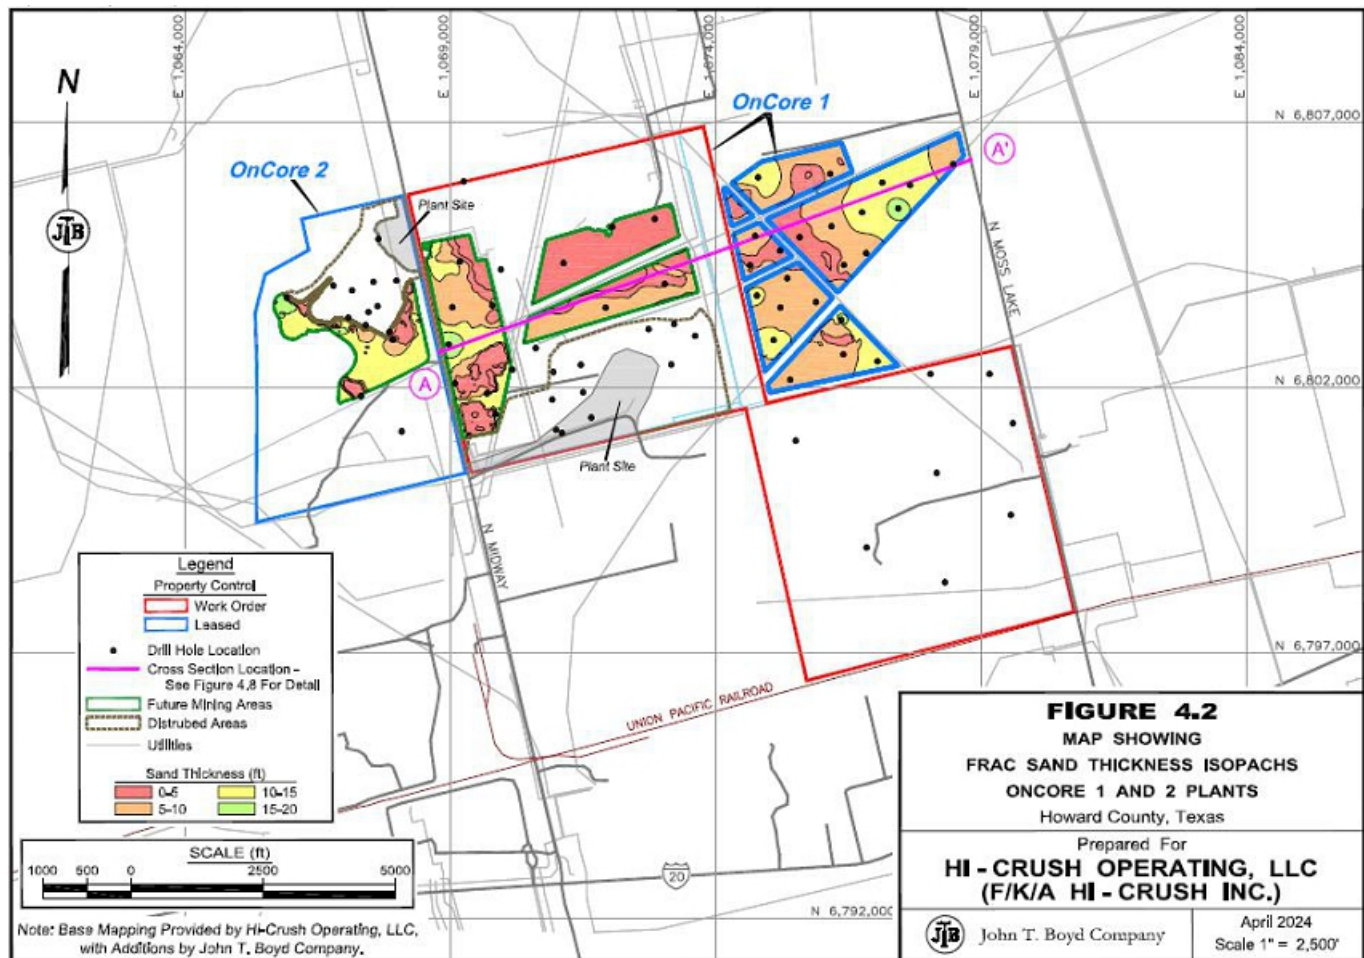 E 1,064,000
E 1,069,000
E 1,074,000
E 1,079,000
E 1,084,000
N
JTB
OnCore 1
OnCore 2
N 6,807,000
A'
Plant Site
N MOSS LAKE
A
N 6,802,000
Plant Site
N MIDWAY
N 6,797,000
UNION PACIFIC RAILROAD
20
N 6,792,000
Legend
Property Control
Work Order
Leased
Drill Hole Location
Cross Section Location -
See Figure 4.8 For Detail
Future Mining Areas
Distrubed Areas
Utilities
Sand Thickness (ft)
0-5
10-15
5-10
15-20
SCALE (ft)
1000 500 0 2500 5000
Note: Base Mapping Provided by Hi-Crush Operating, LLC,
with Additions by John T. Boyd Company.
FIGURE 4.2
MAP SHOWING
FRAC SAND THICKNESS ISOPACHS
ONCORE 1 AND 2 PLANTS
Howard County, Texas
Prepared For
HI-CRUSH OPERATING, LLC
(F/K/A HI-CRUSH INC.)
JTB
John T. Boyd Company
April 2024
Scale 1" = 2,500'